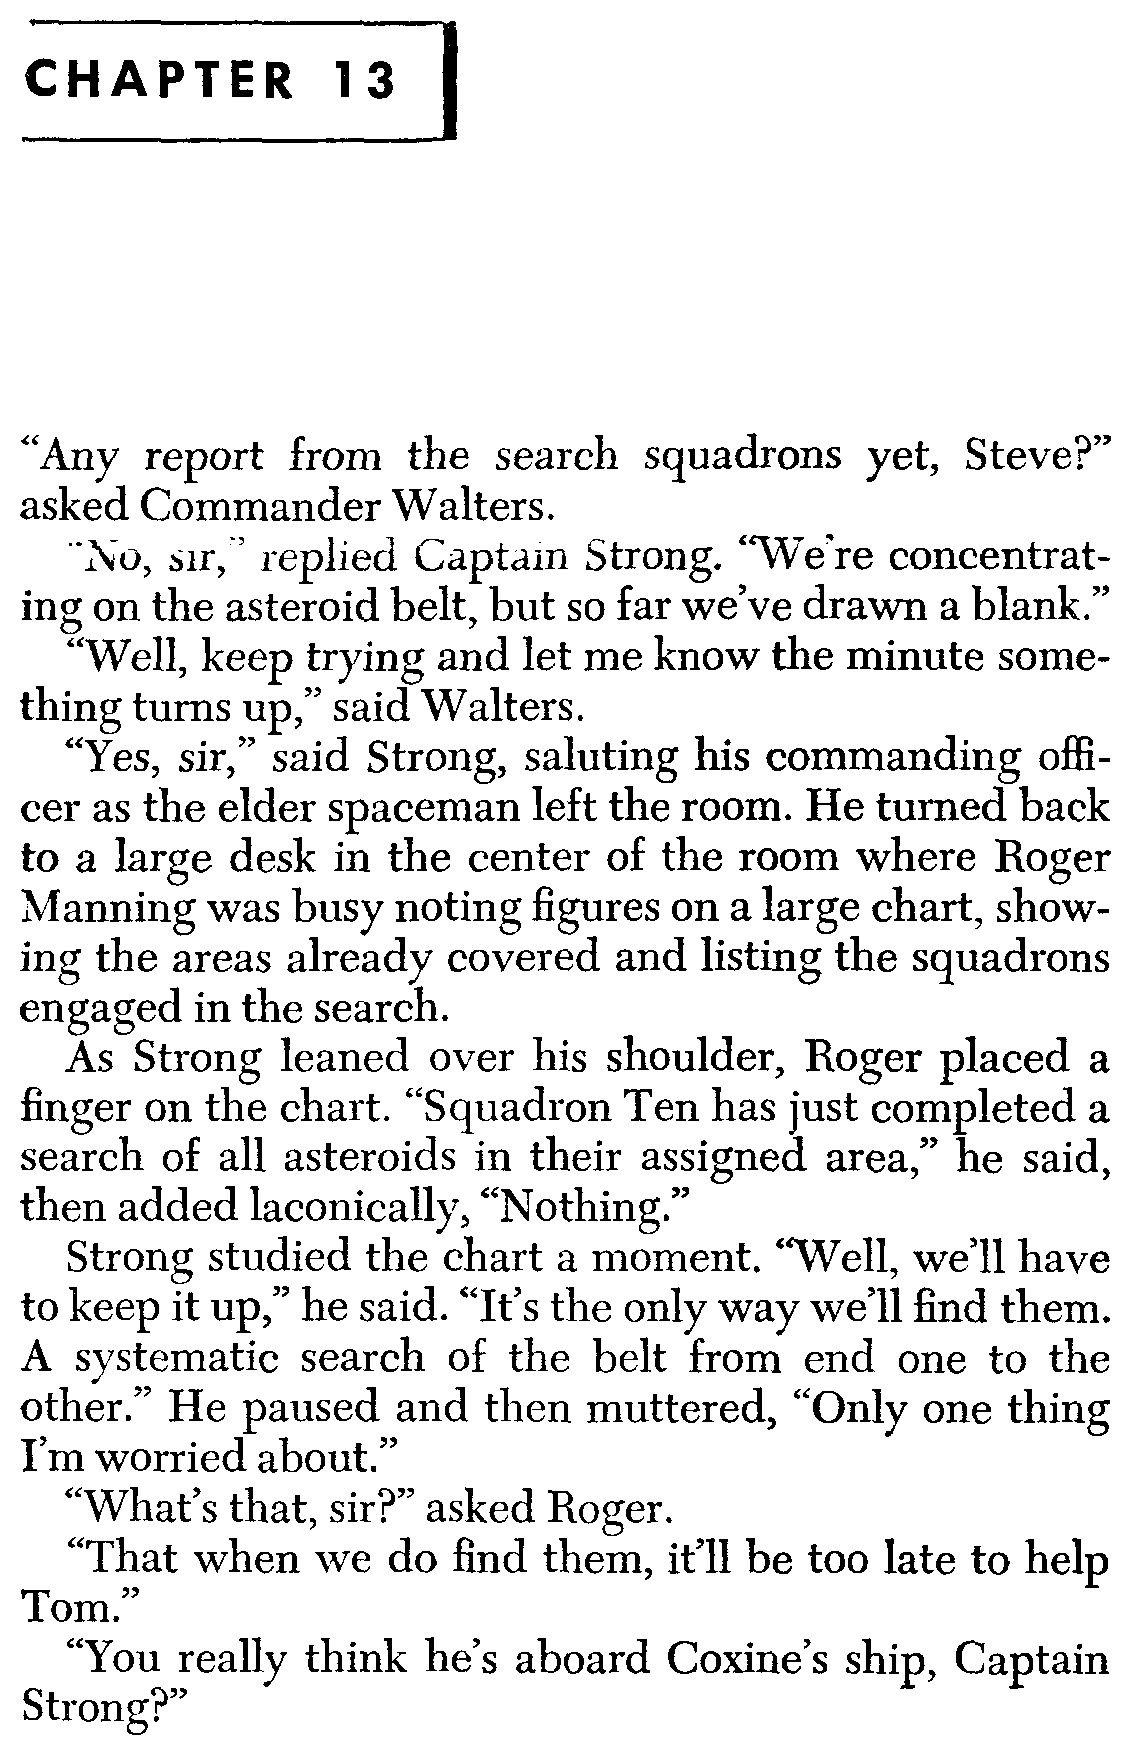 CHAPTER 13
“Any report from the search squadrons yet, Steve?”
asked Commander Walters.
“No, sir,” replied Captain Strong. “We’re concentrat-
ing on the asteroid belt, but so far we’ve drawn a blank.”
“Well, keep trying and let me know the minute some-
thing turns up,” said Walters.
“Yes, sir,” said Strong, saluting his commanding offi-
cer as the elder spaceman left the room. He turned back
to a large desk in the center of the room where Roger
Manning was busy noting figures on a large chart, show-
ing the areas already covered and listing the squadrons
engaged in the search.
As Strong leaned over his shoulder, Roger placed a
finger on the chart. “Squadron Ten has just completed a
search of all asteroids in their assigned area,” he said,
then added laconically, “Nothing.”
Strong studied the chart a moment. “Well, we’ll have
to keep it up,” he said. “It’s the only way we’ll find them.
A systematic search of the belt from end one to the
other.” He paused and then muttered, “Only one thing
I’m worried about.”
“What’s that, sir?” asked Roger.
“That when we do find them, it’ll be too late to help
Tom.”
“You really think he’s aboard Coxine’s ship, Captain
Strong?”